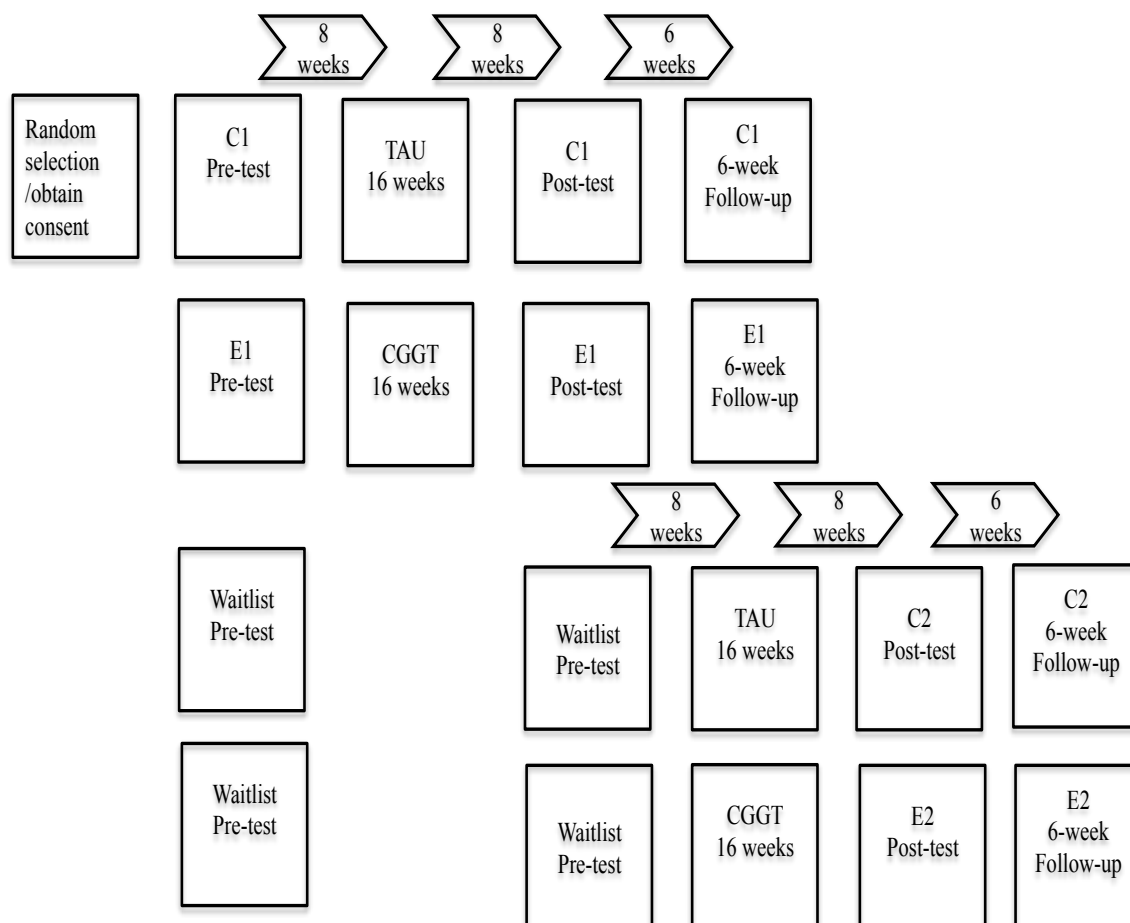 8
weeks
8
weeks
6
weeks
Random
selection
/obtain
consent
C1
Pre-test
TAU
16 weeks
C1
Post-test
C1
6-week
Follow-up
E1
Pre-test
CGGT
16 weeks
E1
Post-test
E1
6-week
Follow-up
8
weeks
8
weeks
6
weeks
Waitlist
Pre-test
Waitlist
Pre-test
TAU
16 weeks
C2
Post-test
C2
6-week
Follow-up
Waitlist
Pre-test
Waitlist
Pre-test
CGGT
16 weeks
E2
Post-test
E2
6-week
Follow-up